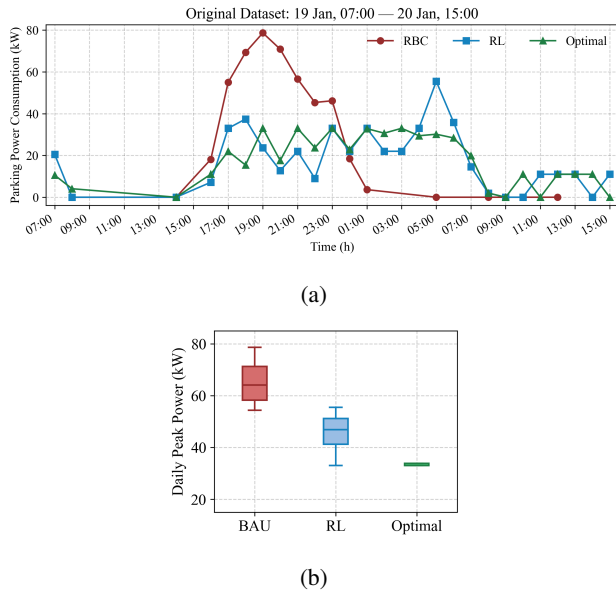 Original Dataset: 19 Jan, 07:00 — 20 Jan, 15:00
Parking Power Consumption (kW)
80
60
40
20
0
RBC RL Optimal
07:00 09:00 11:00 13:00 15:00 17:00 19:00 21:00 23:00 01:00 03:00 05:00 07:00 09:00 11:00 13:00 15:00
Time (h)
(a)
Daily Peak Power (kW)
80
60
40
20
BAU RL Optimal
(b)